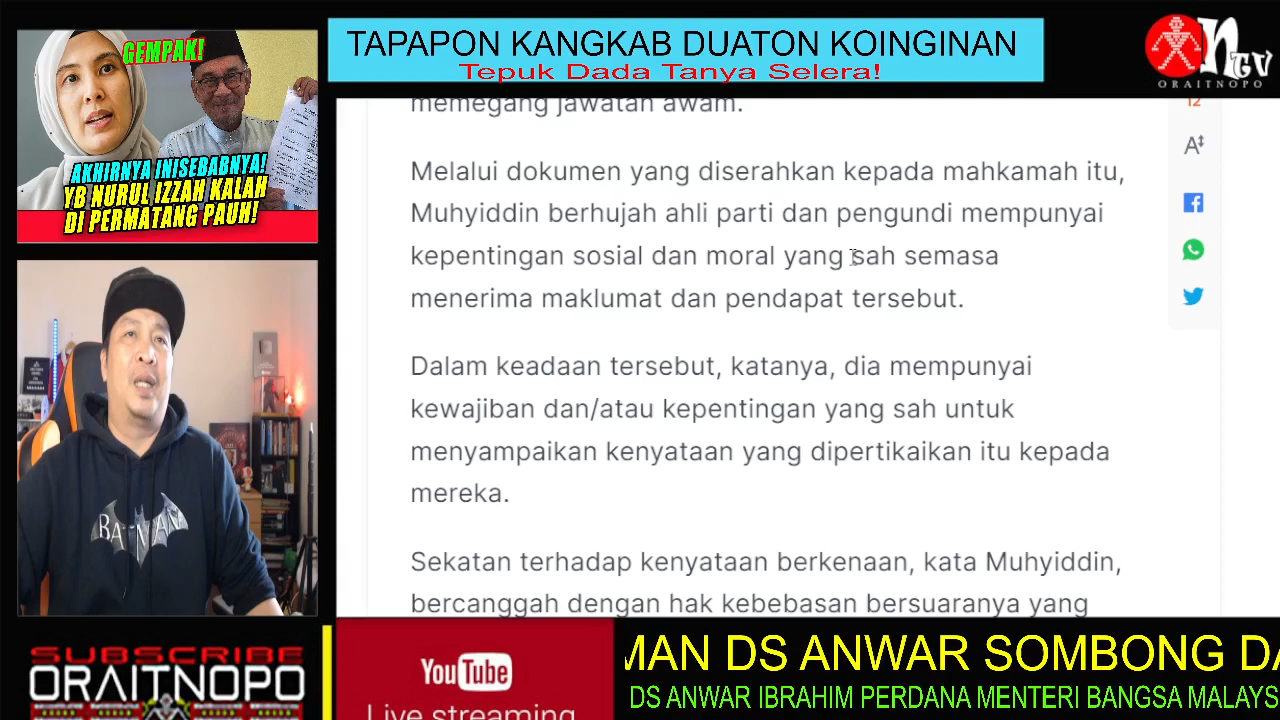 GEMPAK!
AKHIRNYA INISEBABNYA!
YB NURUL IZZAH KALAH
DI PERMATANG PAUH!
TAPAPON KANGKAB DUATON KOINGINAN
Tepuk Dada Tanya Selera!
n TV
ORAITNOPO
memegang jawatan awam.
12
A
Melalui dokumen yang diserahkan kepada mahkamah itu,
Muhyiddin berhujah ahli parti dan pengundi mempunyai
kepentingan sosial dan moral yang sah semasa
menerima maklumat dan pendapat tersebut.
Dalam keadaan tersebut, katanya, dia mempunyai
kewajiban dan/atau kepentingan yang sah untuk
menyampaikan kenyataan yang dipertikaikan itu kepada
mereka.
Sekatan terhadap kenyataan berkenaan, kata Muhyiddin,
bercanggah dengan hak kebebasan bersuaranya yang
BATMAN
SUBSCRIBE
ORAITNOPO
YouTube
Live streaming
MAN DS ANWAR SOMBONG DA
DS ANWAR IBRAHIM PERDANA MENTERI BANGSA MALAYS